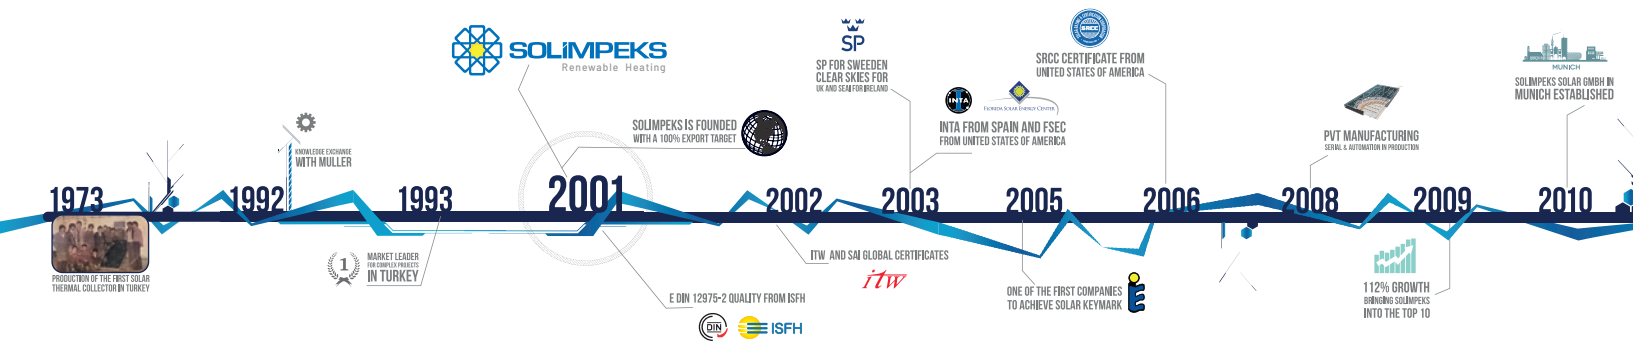 1973
PRODUCTION OF THE FIRST SOLAR
THERMAL COLLECTOR IN TURKEY
1992
KNOWLEDGE EXCHANGE
WITH MULLER
1993
1
MARKET LEADER
FOR COMPLEX PROJECTS
IN TURKEY
SOLIMPEKS
Renewable Heating
SOLIMPEKS IS FOUNDED
WITH A 100% EXPORT TARGET
2001
E DIN 12975-2 QUALITY FROM ISFH
DIN
ISFH
2002
ITW AND SAI GLOBAL CERTIFICATES
itw
SP
SP FOR SWEDEN
CLEAR SKIES FOR
UK AND SEAI FOR IRELAND
INTA
FLORIDA SOLAR ENERGY CENTER
INTA FROM SPAIN AND FSEC
FROM UNITED STATES OF AMERICA
2003
2005
ONE OF THE FIRST COMPANIES
TO ACHIEVE SOLAR KEYMARK
SRCC
SRCC CERTIFICATE FROM
UNITED STATES OF AMERICA
2006
PVT MANUFACTURING
SERIAL & AUTOMATION IN PRODUCTION
2008
2009
112% GROWTH
BRINGING SOLIMPEKS
INTO THE TOP 10
MUNICH
SOLIMPEKS SOLAR GMBH IN
MUNICH ESTABLISHED
2010